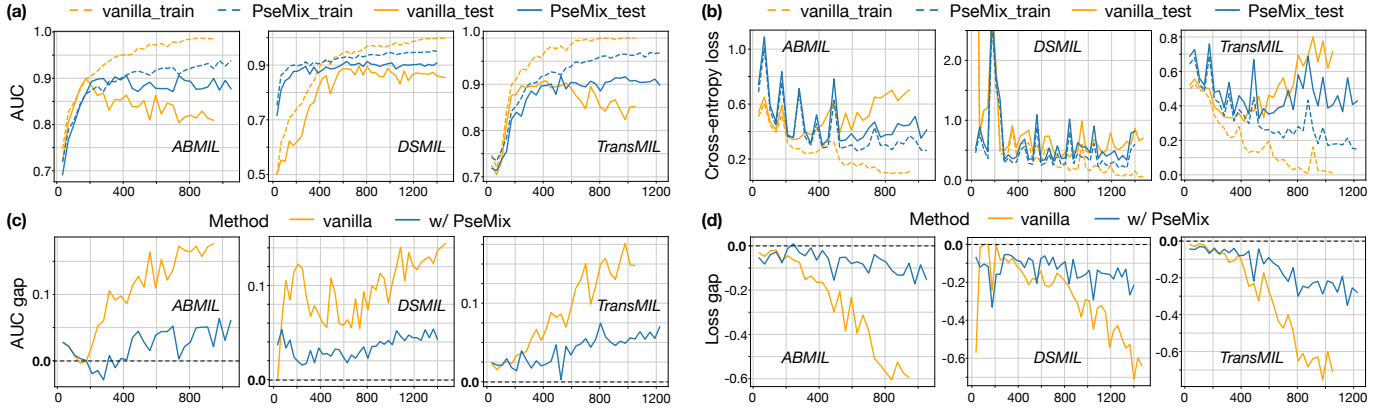 (a) vanilla_train PseMix_train vanilla_test PseMix_test
AUC
1.0
0.9
0.8
0.7
ABMIL
400 800 1200
0.9
0.7
0.5
DSMIL
0 400 800 1200
1.0
0.9
0.8
0.7
TransMIL
0 400 800 1200
(b) vanilla_train PseMix_train vanilla_test PseMix_test
Cross-entropy loss
1.0
0.6
0.2
ABMIL
0 400 800 1200
2.0
1.0
0.0
DSMIL
0 400 800 1200
0.8
0.6
0.4
0.2
0.0
TransMIL
0 400 800 1200
(c) Method vanilla w/ PseMix
AUC gap
0.1
0.0
ABMIL
0 400 800 1200
0.1
0.0
DSMIL
0 400 800 1200
0.1
0.0
TransMIL
0 400 800 1200
(d) Method vanilla w/ PseMix
Loss gap
0.0
-0.2
-0.4
-0.6
ABMIL
0 400 800 1200
0.0
-0.2
-0.4
-0.6
DSMIL
0 400 800 1200
0.0
-0.2
-0.4
-0.6
TransMIL
0 400 800 1200